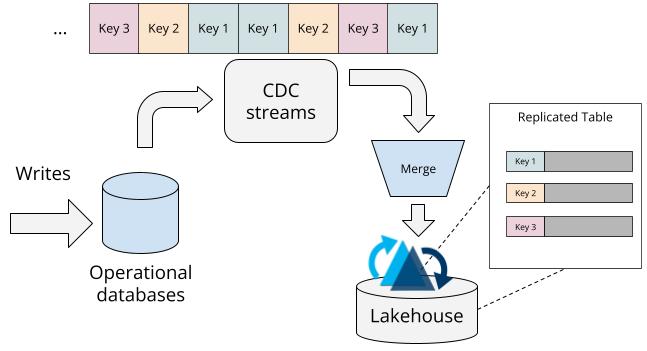 ... Key 3 Key 2 Key 1 Key 1 Key 2 Key 3 Key 1
CDC
streams
Replicated Table
Merge
Key 1
Key 2
Key 3
Writes
Operational
databases
Lakehouse